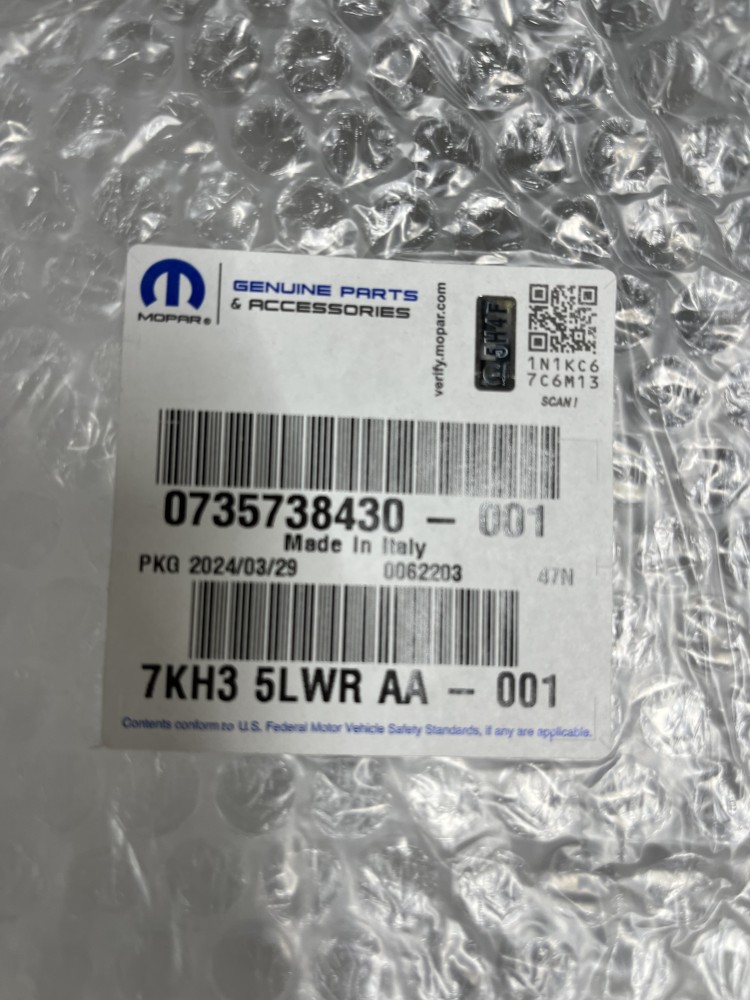 MOPAR®
GENUINE PARTS
& ACCESSORIES
verify.mopar.com
5H4F
1N1KC6
7C6M13
SCAN!
0735738430 - 001
Made In Italy
PKG 2024/03/29 0062203 47N
7KH3 5LWR AA - 001
Contents conform to U.S. Federal Motor Vehicle Safety Standards, if any are applicable.